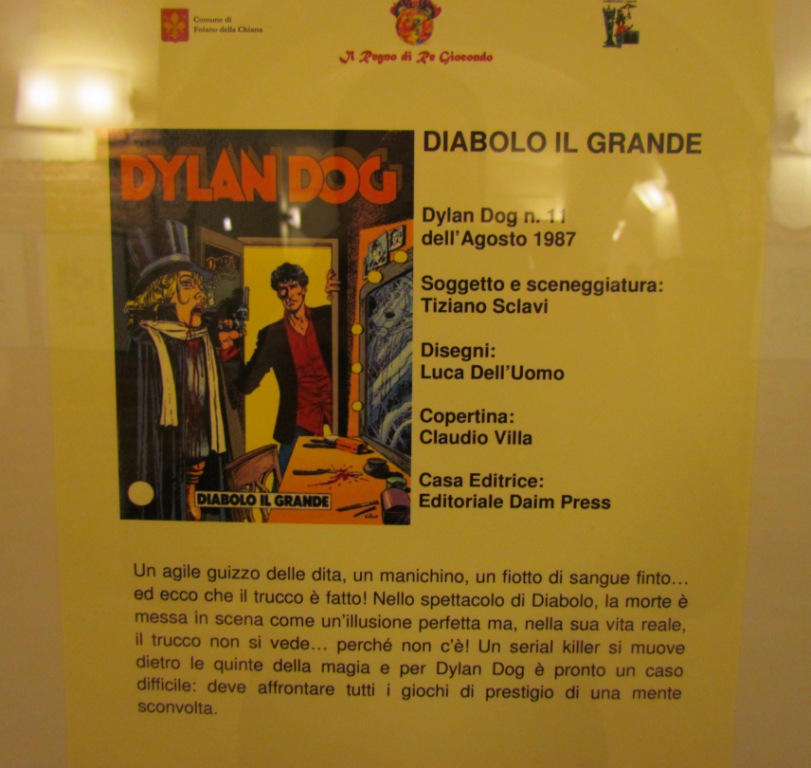 Comune di
Foiano della Chiana
Il Regno di Re Giocondo
DYLAN DOG
DIABOLO IL GRANDE
DIABOLO IL GRANDE
Dylan Dog n. 11
dell'Agosto 1987
Soggetto e sceneggiatura:
Tiziano Sclavi
Disegni:
Luca Dell'Uomo
Copertina:
Claudio Villa
Casa Editrice:
Editoriale Daim Press
Un agile guizzo delle dita, un manichino, un fiotto di sangue finto…
ed ecco che il trucco è fatto! Nello spettacolo di Diabolo, la morte è
messa in scena come un'illusione perfetta ma, nella sua vita reale,
il trucco non si vede… perché non c'è! Un serial killer si muove
dietro le quinte della magia e per Dylan Dog è pronto un caso
difficile: deve affrontare tutti i giochi di prestigio di una mente
sconvolta.